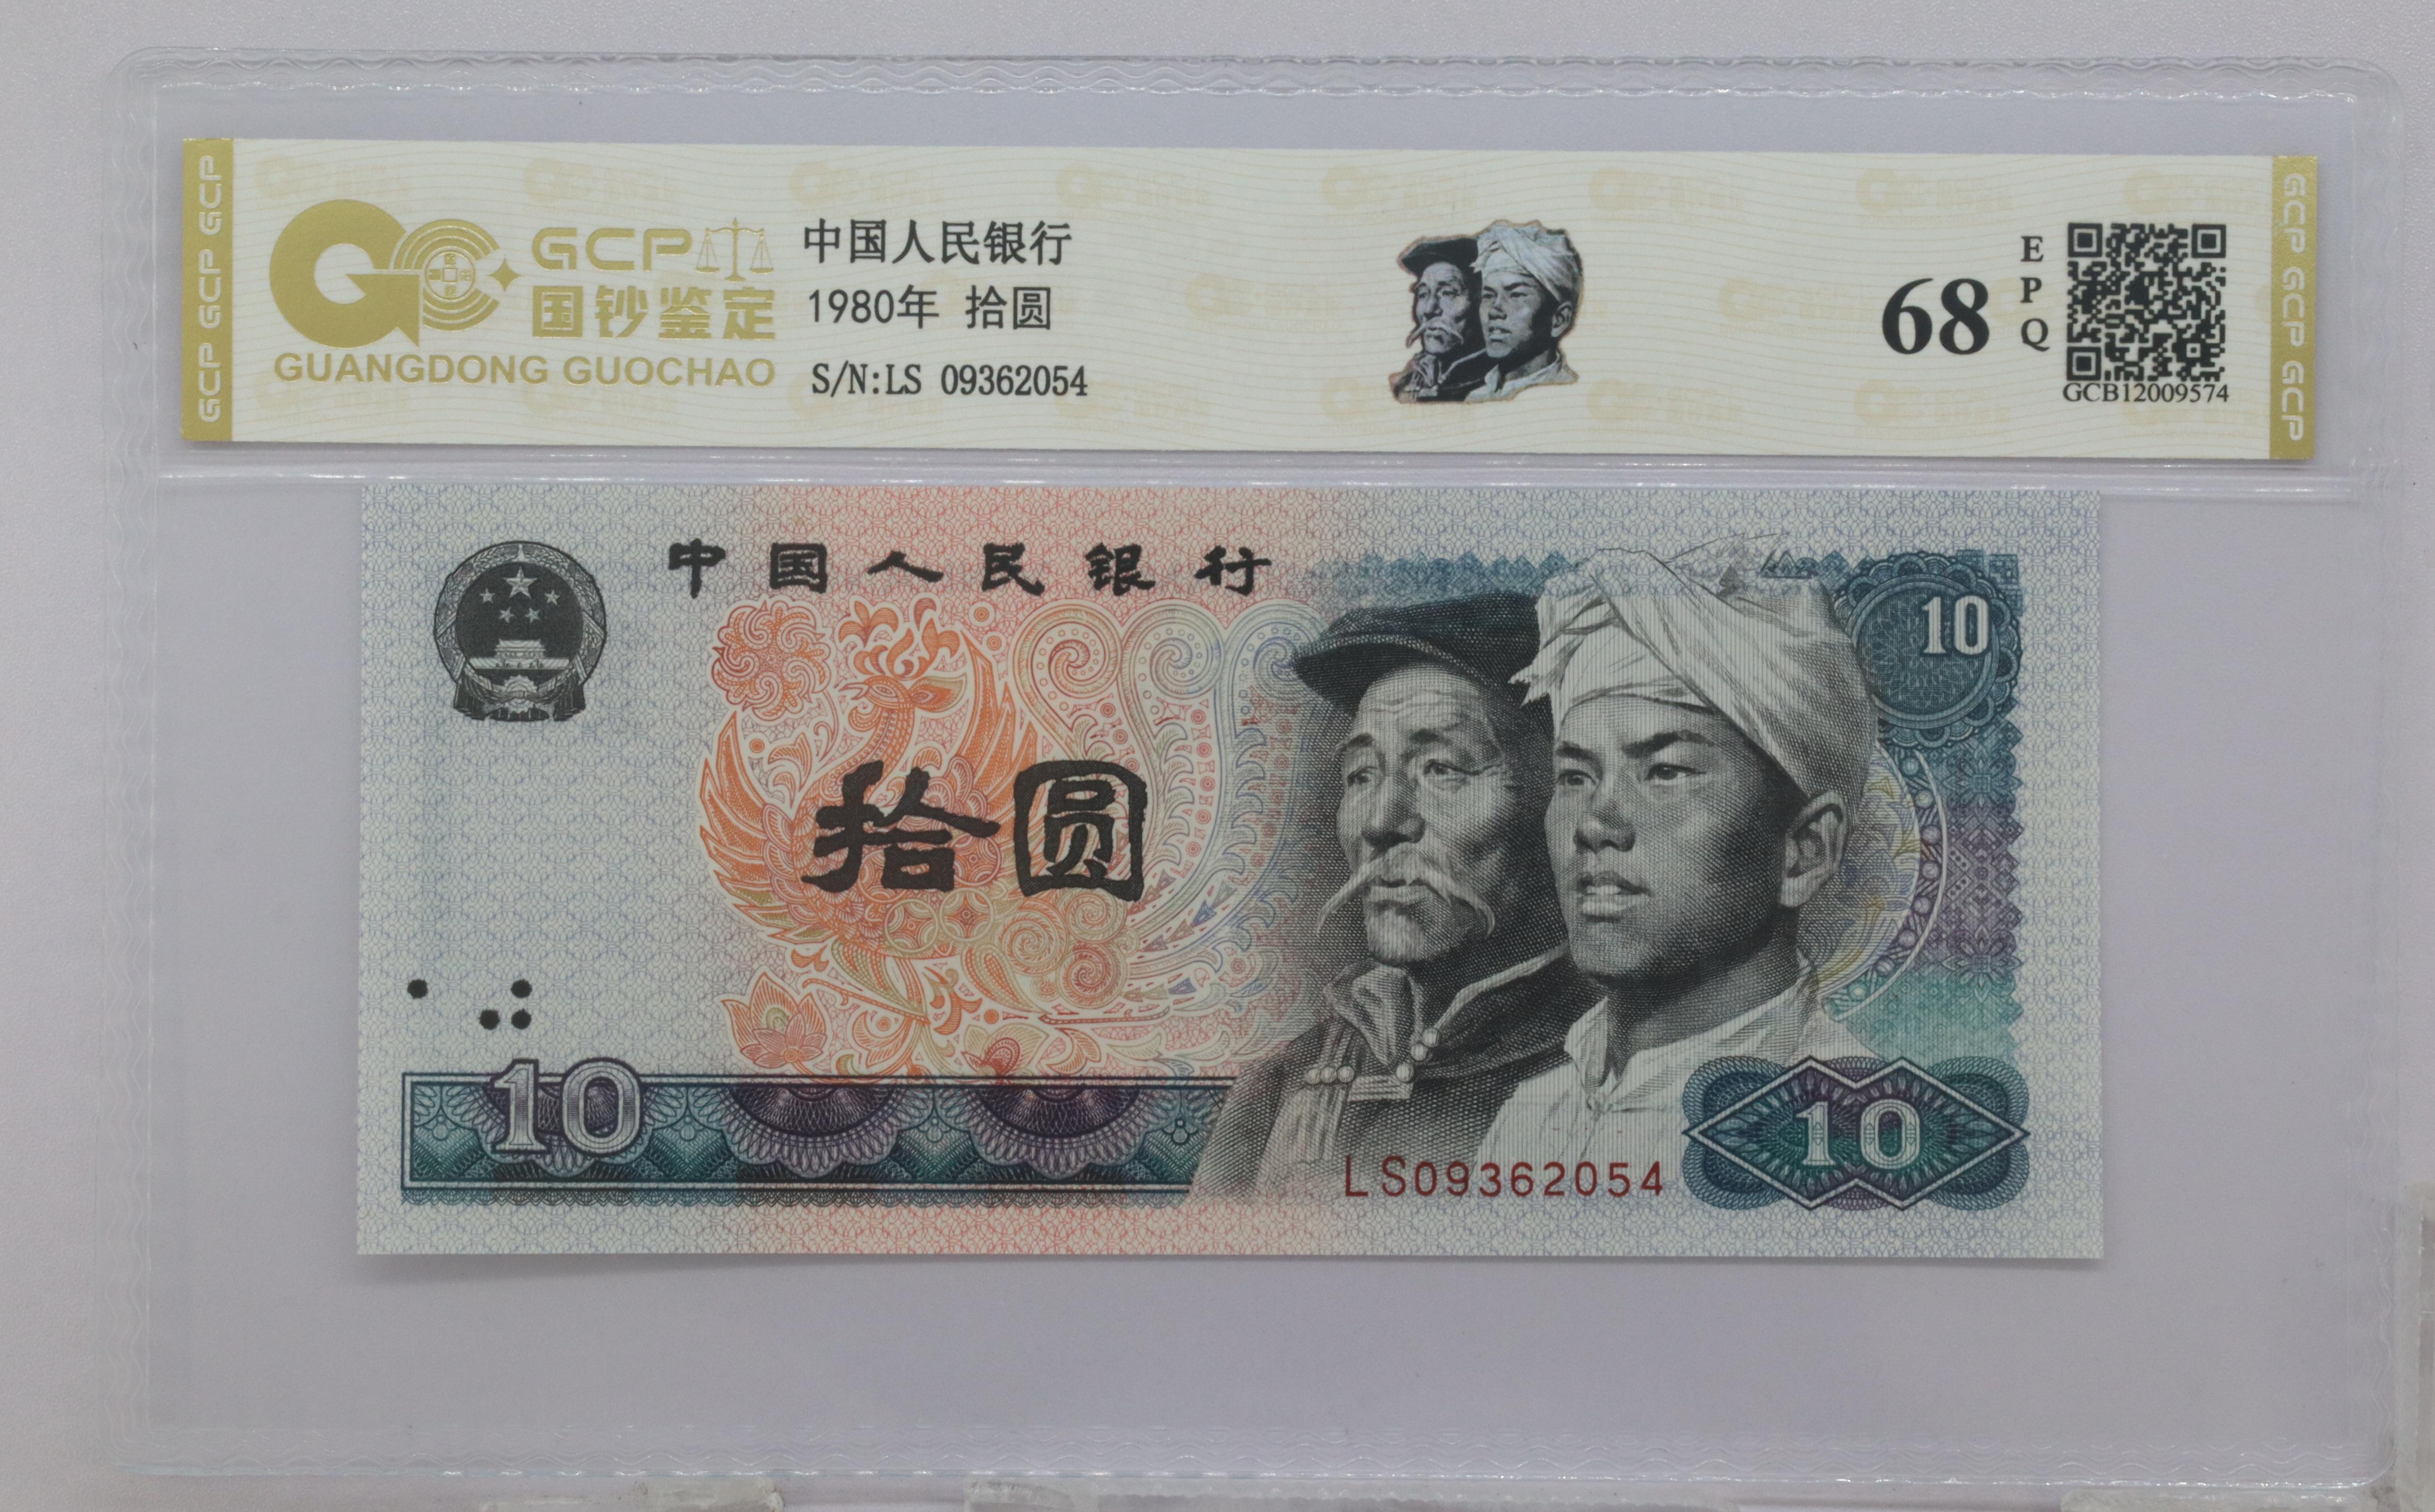 GCP GCP GCP
GCP
国钞鉴定
GUANGDONG GUOCHAO
中国人民银行
1980年 拾圆
S/N:LS 09362054
68
EPQ
GCB12009574
GCP GCP GCP
中国人民银行
10
拾圆
10
LS09362054
10